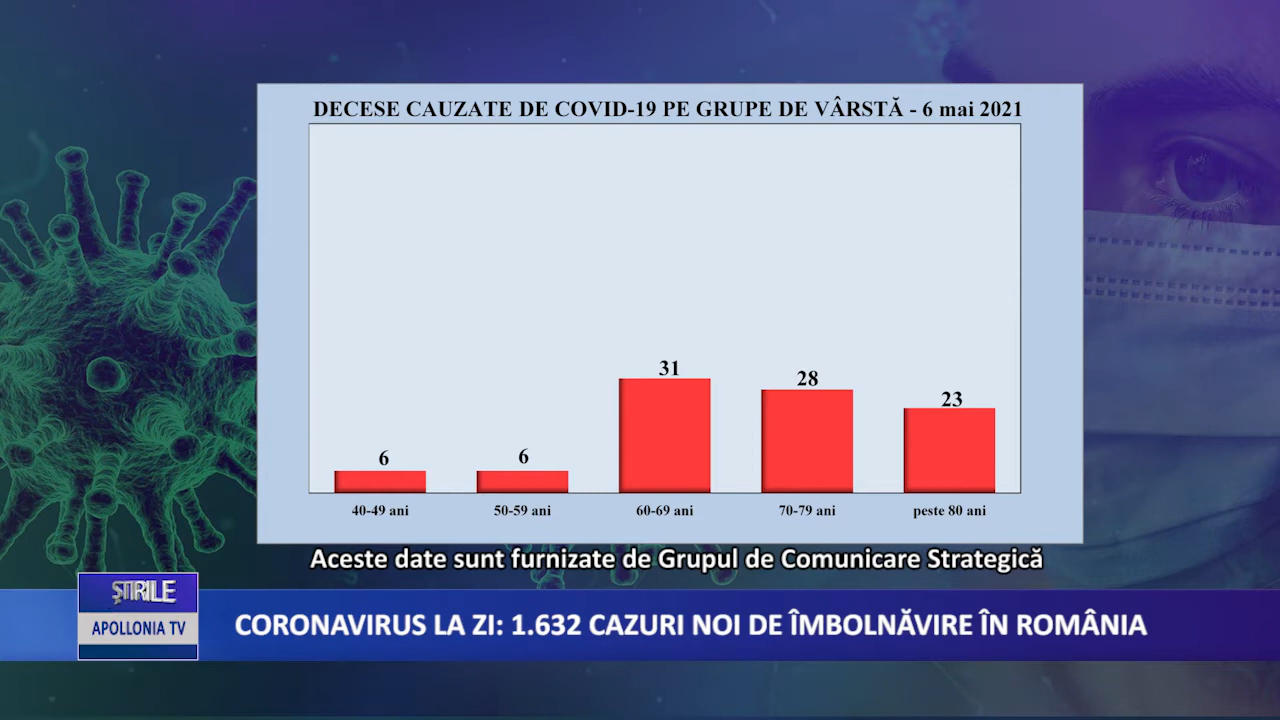 DECESE CAUZATE DE COVID-19 PE GRUPE DE VÂRSTĂ - 6 mai 2021
31
28
23
6
6
40-49 ani
50-59 ani
60-69 ani
70-79 ani
peste 80 ani
Aceste date sunt furnizate de Grupul de Comunicare Strategică
ŞTIRILE
APOLLONIA TV
CORONAVIRUS LA ZI: 1.632 CAZURI NOI DE ÎMBOLNĂVIRE ÎN ROMÂNIA